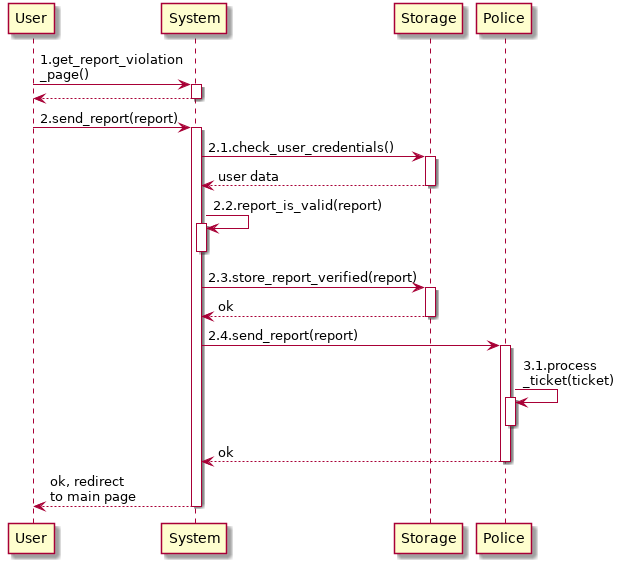 User
System
Storage
Police
1.get_report_violation
_page()
2.send_report(report)
2.1.check_user_credentials()
user data
2.2.report_is_valid(report)
2.3.store_report_verified(report)
ok
2.4.send_report(report)
3.1.process
_ticket(ticket)
ok
ok, redirect
to main page
User
System
Storage
Police